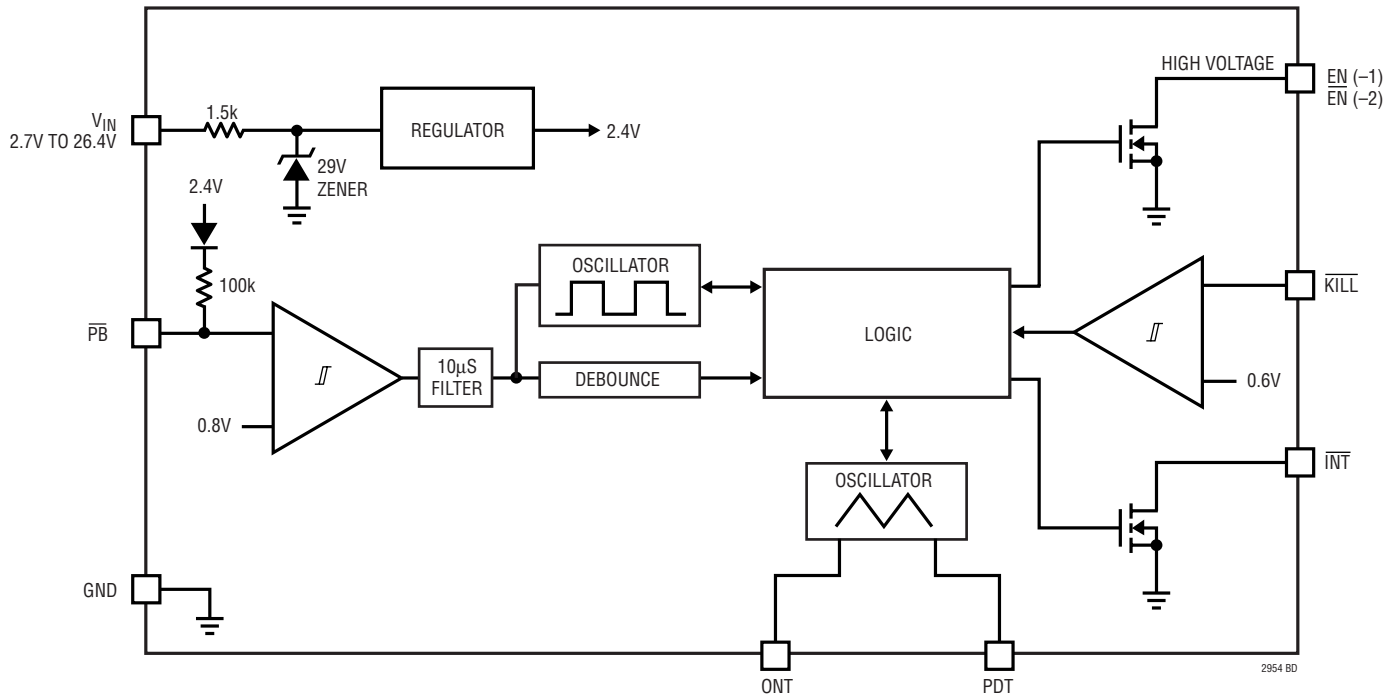 HIGH VOLTAGE
EN (–1)
EN (–2)
VIN
2.7V TO 26.4V
1.5k
REGULATOR
2.4V
29V
ZENER
2.4V
100k
PB
0.8V
10µS
FILTER
OSCILLATOR
DEBOUNCE
LOGIC
KILL
0.6V
INT
OSCILLATOR
GND
ONT
PDT
2954 BD